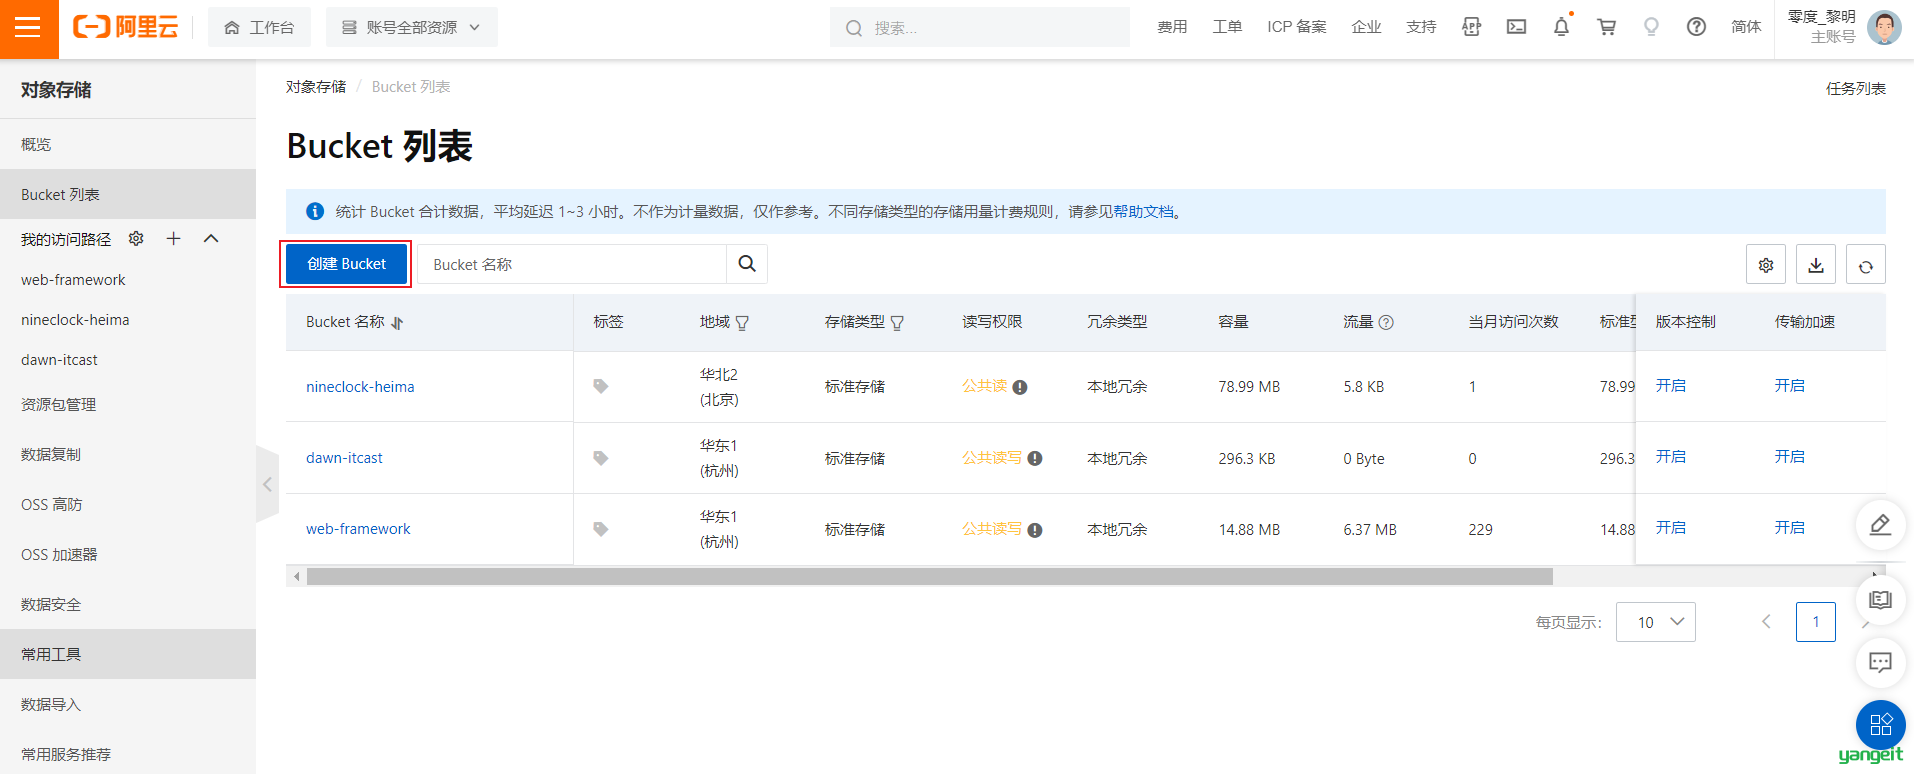 阿里云
工作台
账号全部资源
搜索...
费用
工单
ICP 备案
企业
支持
APP
简体
零度_黎明
主账号
对象存储
概览
Bucket 列表
我的访问路径
web-framework
nineclock-heima
dawn-itcast
资源包管理
数据复制
OSS 高防
OSS 加速器
数据安全
常用工具
数据导入
常用服务推荐
对象存储 / Bucket 列表
任务列表
Bucket 列表
统计 Bucket 合计数据，平均延迟 1~3 小时。不作为计量数据，仅作参考。不同存储类型的存储用量计费规则，请参见帮助文档。
创建 Bucket
Bucket 名称
Bucket 名称 标签 地域 存储类型 读写权限 冗余类型 容量 流量 当月访问次数 标准型 版本控制 传输加速
nineclock-heima 华北2 (北京) 标准存储 公共读 本地冗余 78.99 MB 5.8 KB 1 78.99 开启 开启
dawn-itcast 华东1 (杭州) 标准存储 公共读写 本地冗余 296.3 KB 0 Byte 0 296.3 开启 开启
web-framework 华东1 (杭州) 标准存储 公共读写 本地冗余 14.88 MB 6.37 MB 229 14.88 开启 开启
每页显示： 10 1
yangeit